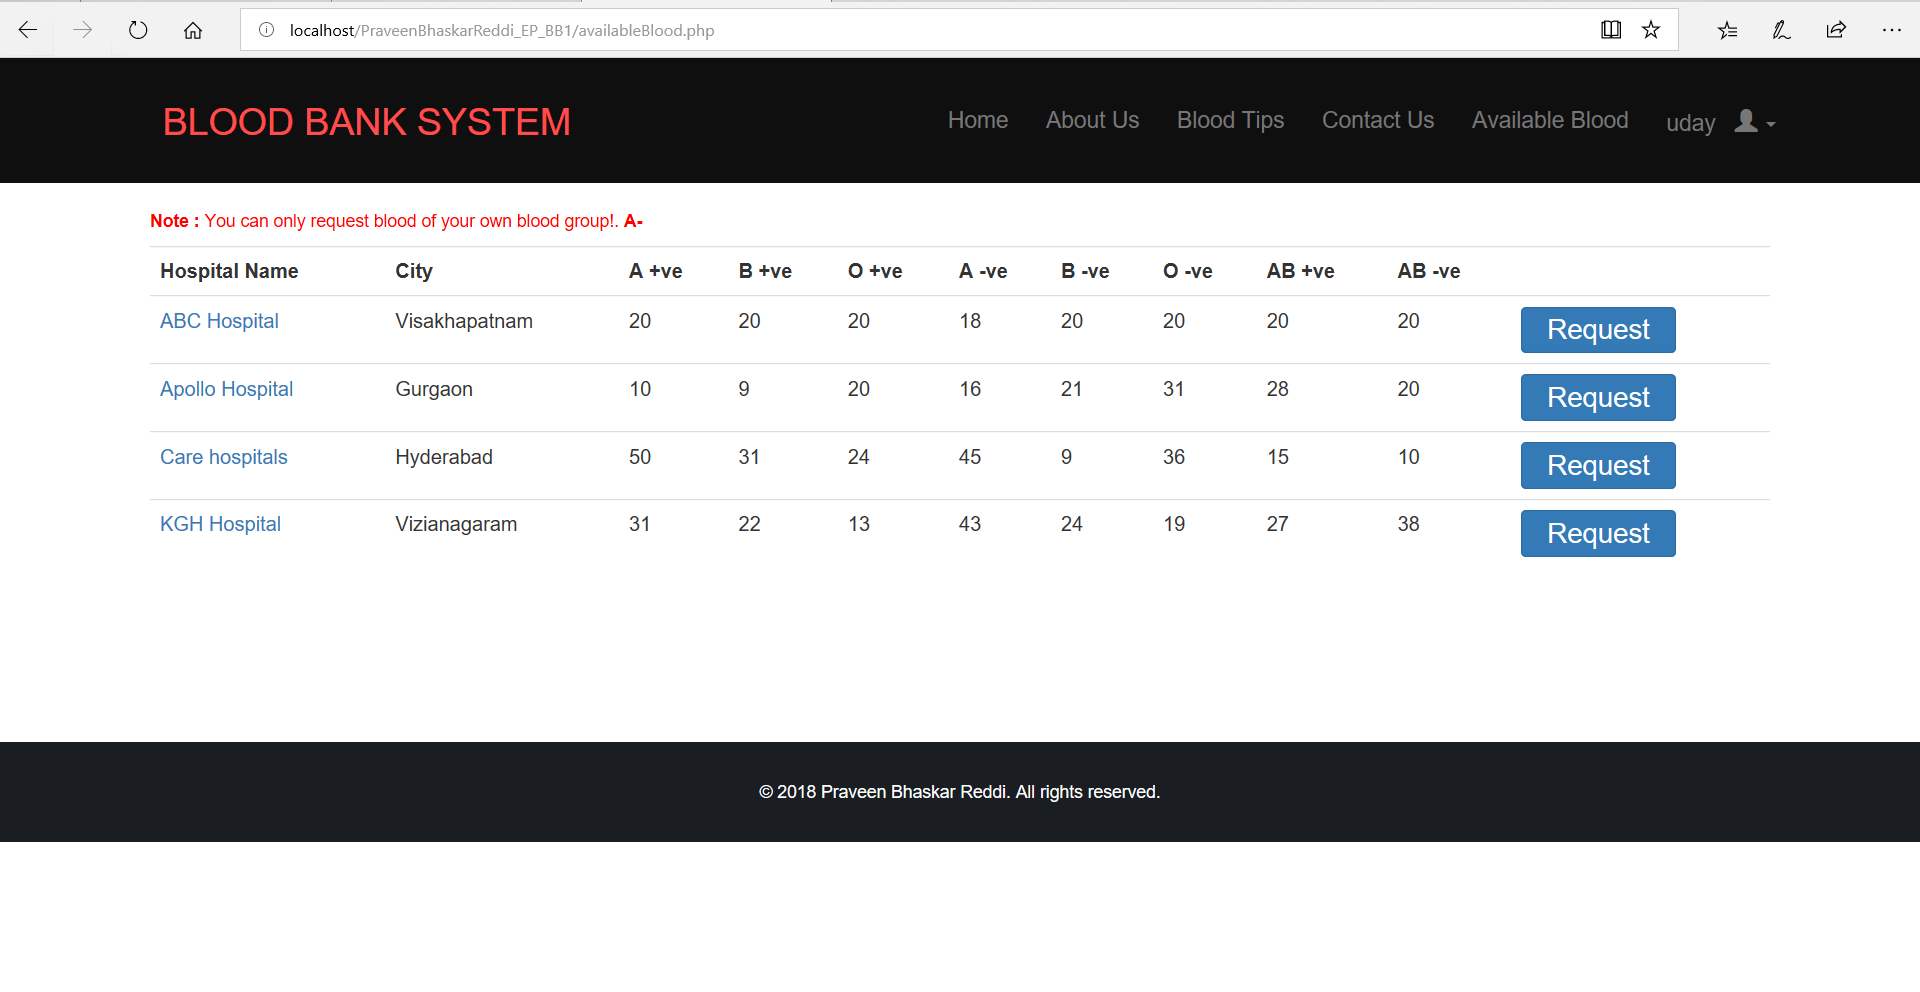 localhost/PraveenBhaskarReddi_EP_BB1/availableBlood.php
BLOOD BANK SYSTEM Home About Us Blood Tips Contact Us Available Blood uday
Note : You can only request blood of your own blood group!. A-
Hospital Name City A +ve B +ve O +ve A -ve B -ve O -ve AB +ve AB -ve
ABC Hospital Visakhapatnam 20 20 20 18 20 20 20 20 Request
Apollo Hospital Gurgaon 10 9 20 16 21 31 28 20 Request
Care hospitals Hyderabad 50 31 24 45 9 36 15 10 Request
KGH Hospital Vizianagaram 31 22 13 43 24 19 27 38 Request
© 2018 Praveen Bhaskar Reddi. All rights reserved.